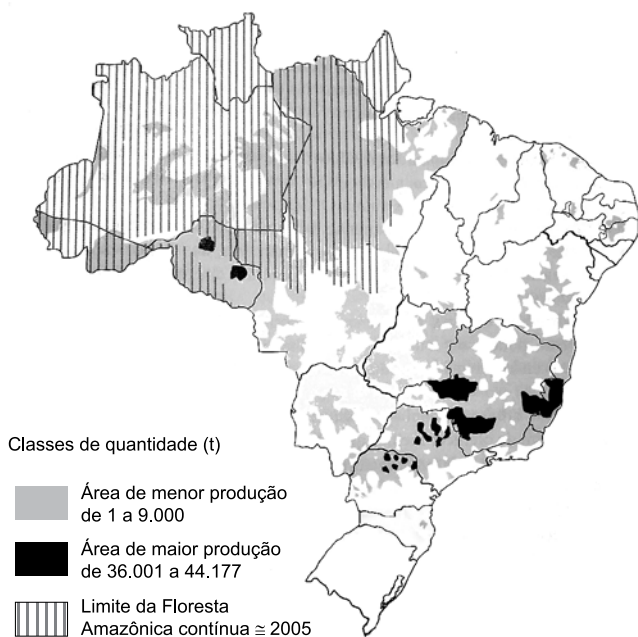 Classes de quantidade (t)
Área de menor produção
de 1 a 9.000
Área de maior produção
de 36.001 a 44.177
Limite da Floresta
Amazônica contínua ≅ 2005